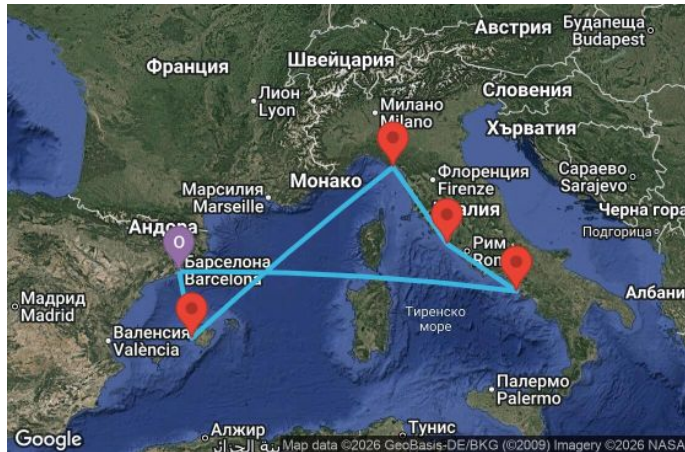 Австрия
Будапеща
Budapest
Швейцария
Франция
Лион
Lyon
Словения
Милано
Milano
Хърватия
Монако
Флоренция
Firenze
Сараево
Sarajevo
Марсилия
Marseille
Андора
Черна гора
Подгорица
О
Барселона
Barcelona
Рим
Мадрид
Madrid
Тиренско
море
Валенсия
València
Палермо
Palermo
Алжир
Тунис
Google
Map data ©2026 GeoBasis-DE/BKG (©2009) Imagery ©2026 NASA